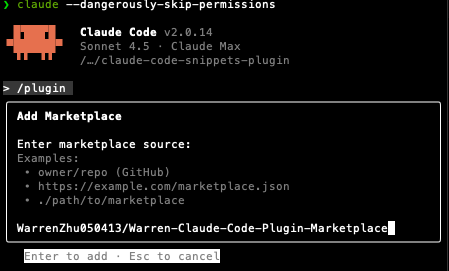 ❯ claude --dangerously-skip-permissions
Claude Code v2.0.14
Sonnet 4.5 · Claude Max
/…/claude-code-snippets-plugin
> /plugin
Add Marketplace
Enter marketplace source:
Examples:
• owner/repo (GitHub)
• https://example.com/marketplace.json
• ./path/to/marketplace
WarrenZhu050413/Warren-Claude-Code-Plugin-Marketplace
Enter to add · Esc to cancel